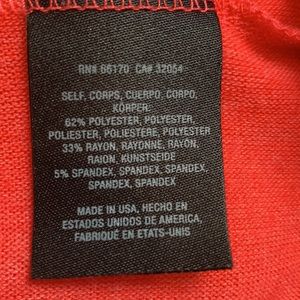 RN# 66170 CA# 32054
SELF, CORPS, CUERPO, CORPO,
KÖRPER:
62% POLYESTER, POLYESTER,
POLIESTER, POLIESTERE, POLYESTER
33% RAYON, RAYONNE, RAYON,
RAION, KUNSTSEIDE
5% SPANDEX, SPANDEX, SPANDEX,
SPANDEX, SPANDEX
MADE IN USA, HECHO EN
ESTADOS UNIDOS DE AMERICA,
FABRIQUÉ EN ETATS-UNIS